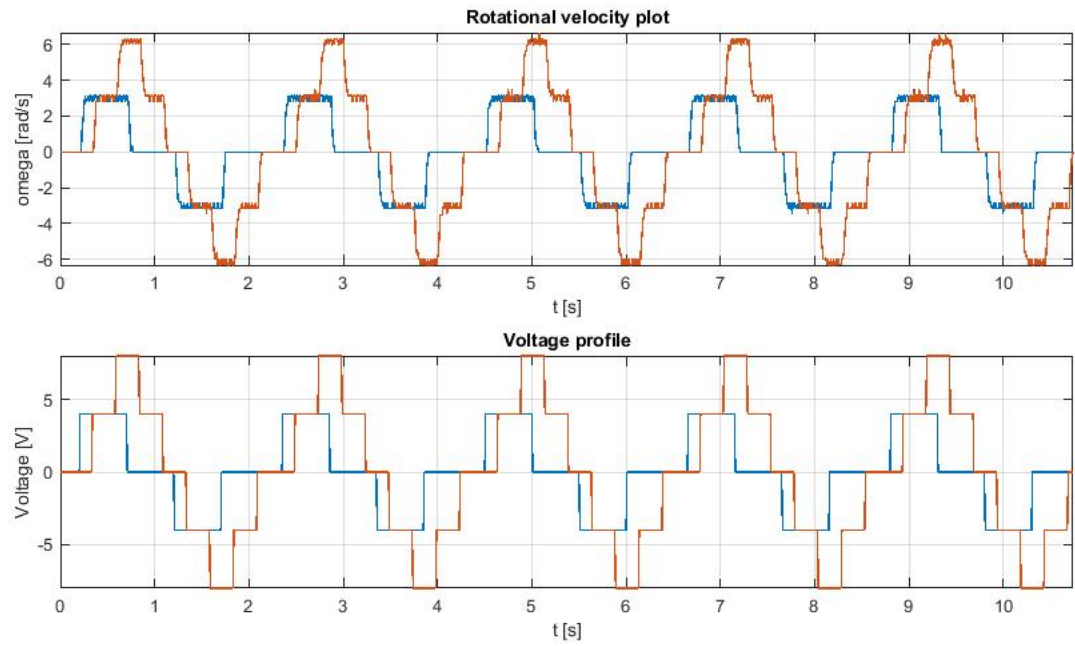 Rotational velocity plot
omega [rad/s]
6
4
2
0
-2
-4
-6
0 1 2 3 4 5 6 7 8 9 10
t [s]
Voltage profile
Voltage [V]
5
0
-5
0 1 2 3 4 5 6 7 8 9 10
t [s]